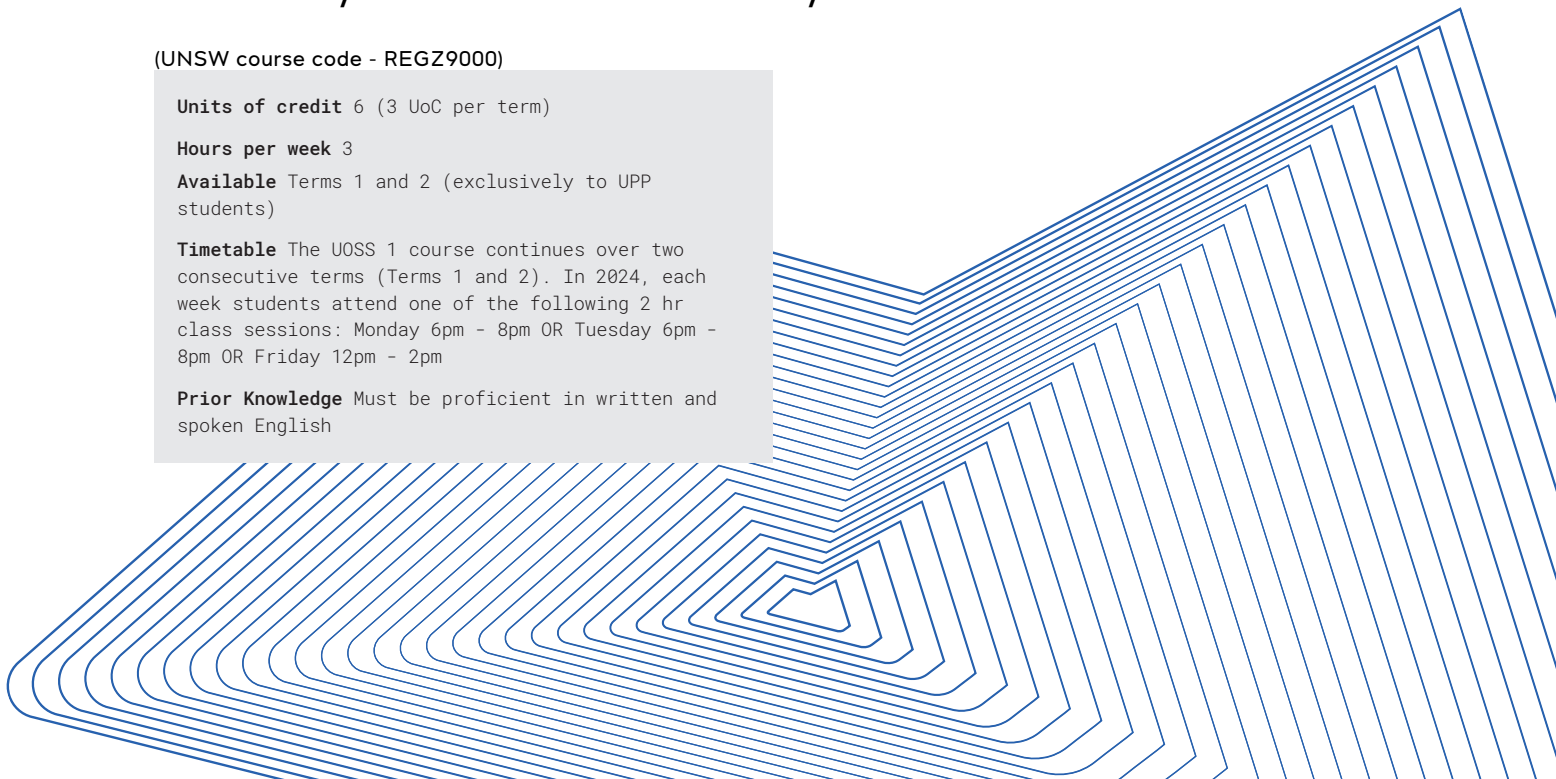 (UNSW course code - REGZ9000)
Units of credit 6 (3 UoC per term)
Hours per week 3
Available Terms 1 and 2 (exclusively to UPP
students)
Timetable The UOSS 1 course continues over two
consecutive terms (Terms 1 and 2). In 2024, each
week students attend one of the following 2 hr
class sessions: Monday 6pm - 8pm OR Tuesday 6pm -
8pm OR Friday 12pm - 2pm
Prior Knowledge Must be proficient in written and
spoken English